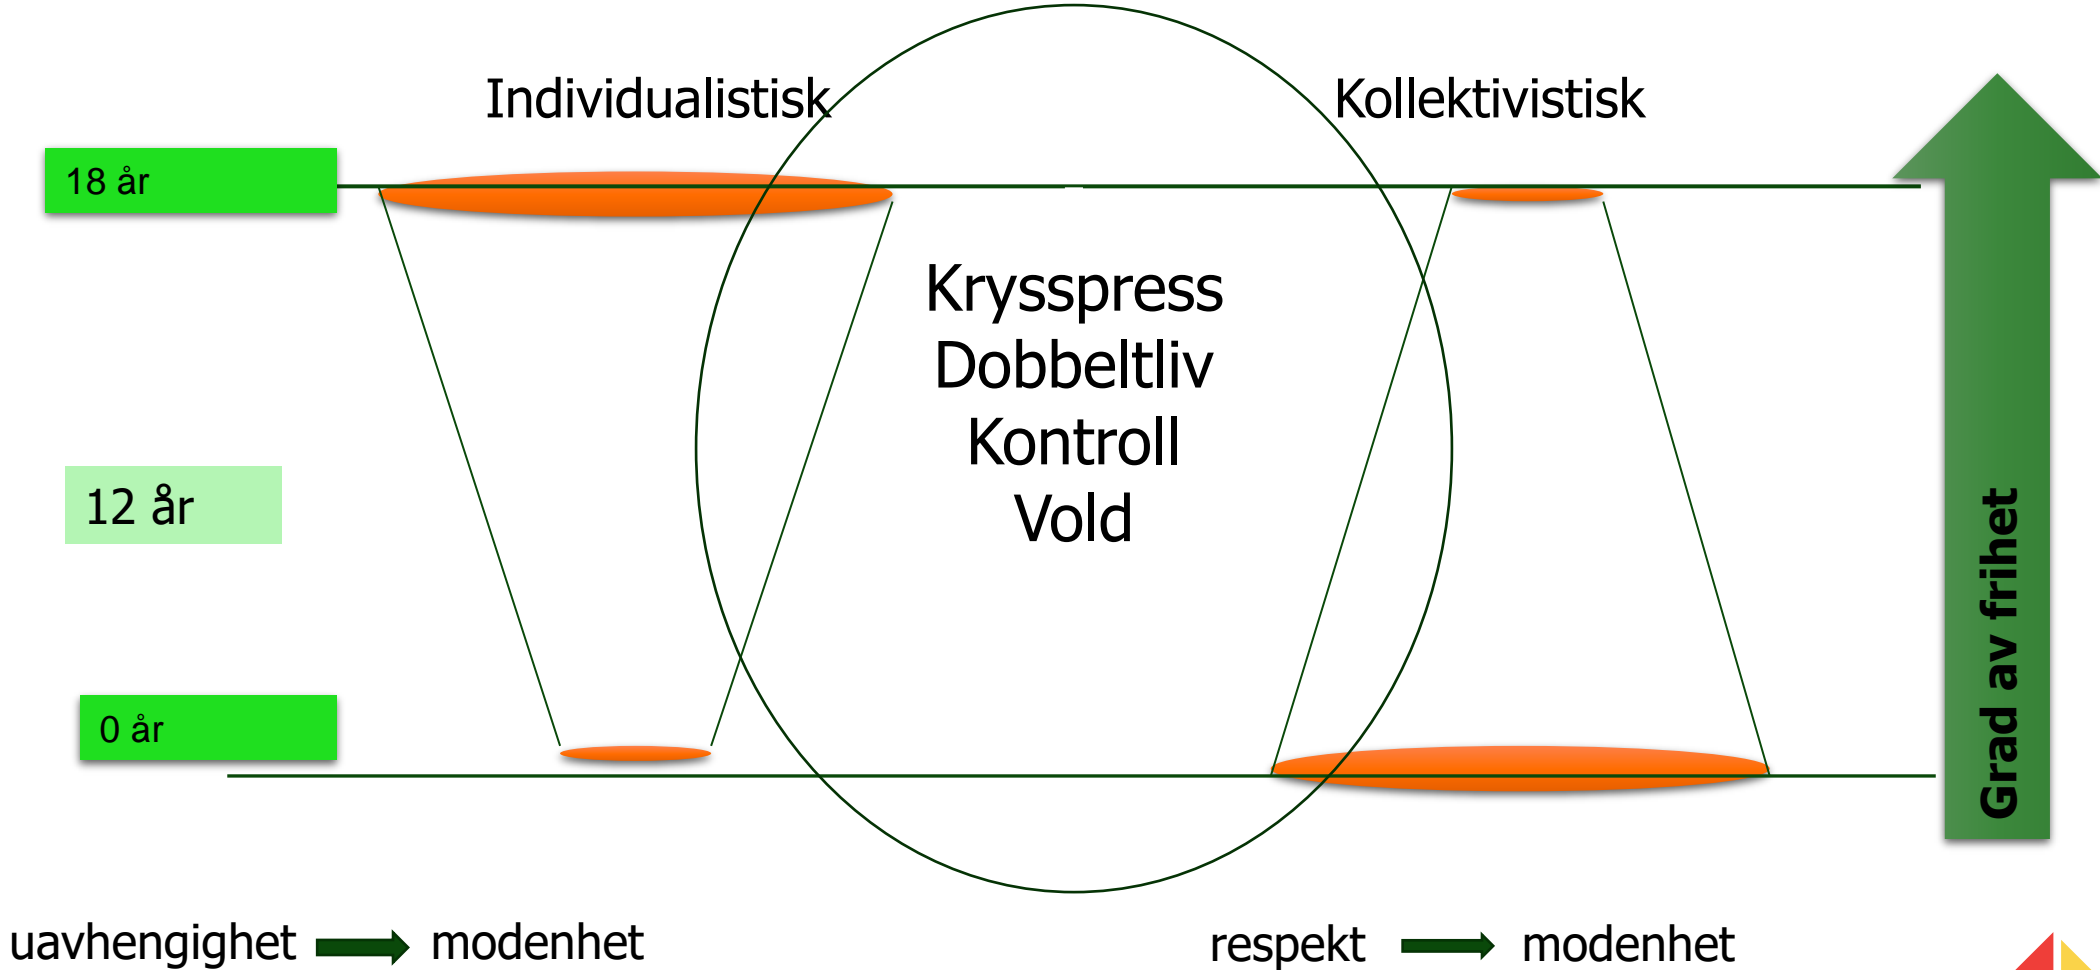 Individualistisk
Kollektivistisk
18 år
Krysspress
Dobbeltliv
Kontroll
Vold
12 år
0 år
Grad av frihet
uavhengighet modenhet
respekt modenhet